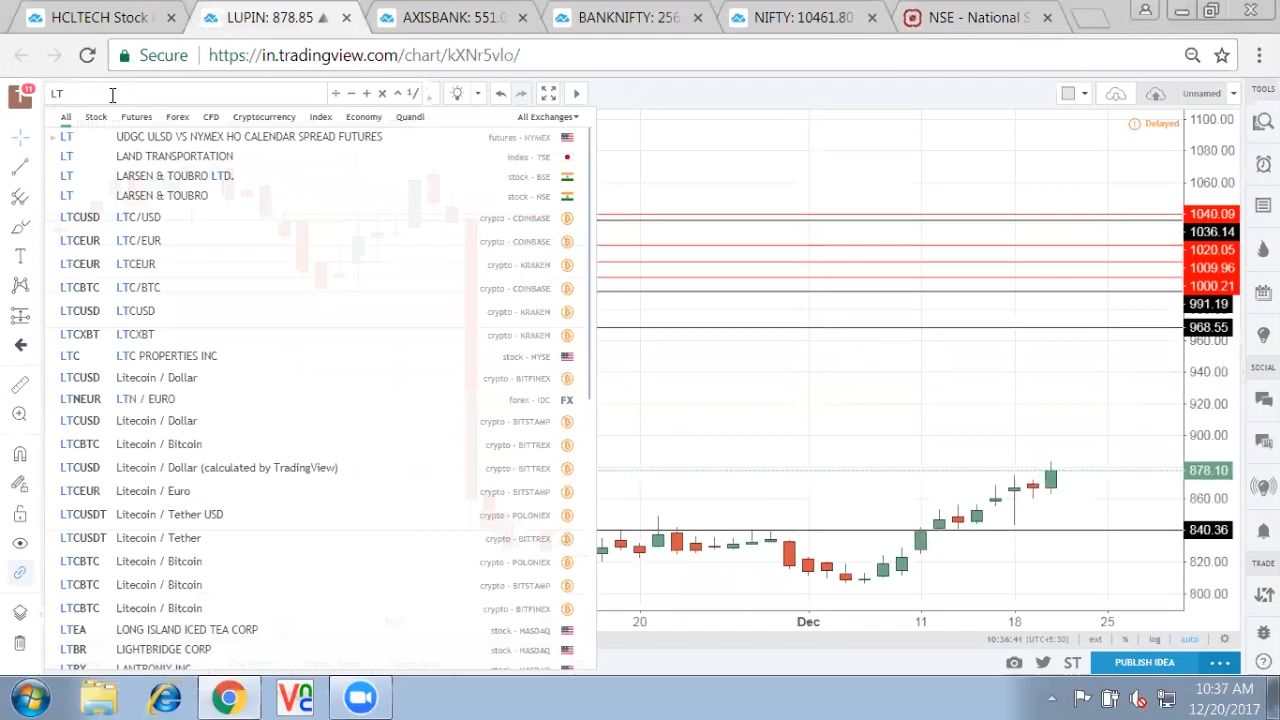 HCLTECH Stock
LUPIN: 878.85
AXISBANK: 551.0
BANKNIFTY: 256
NIFTY: 10461.80
NSE - National S
Secure
https://in.tradingview.com/chart/kXNr5vlo/
11
LT
Unnamed
TOOLS
All Stock Futures Forex CFD Cryptocurrency Index Economy Quandl All Exchanges
Delayed
LT UDGC ULSD VS NYMEX HO CALENDAR SPREAD FUTURES futures - NYMEX
LT LAND TRANSPORTATION index - TSE
LT LARSEN & TOUBRO LTD. stock - BSE
LT LARSEN & TOUBRO stock - NSE
LTCUSD LTC/USD crypto - COINBASE
LTCEUR LTC/EUR crypto - COINBASE
LTCEUR LTCEUR crypto - KRAKEN
LTCBTC LTC/BTC crypto - COINBASE
LTCUSD LTCUSD crypto - KRAKEN
LTCXBT LTCXBT crypto - KRAKEN
LTC LTC PROPERTIES INC stock - NYSE
LTCUSD Litecoin / Dollar crypto - BITFINEX
LTNEUR LTN / EURO forex - IDC FX
LTCUSD Litecoin / Dollar crypto - BITSTAMP
LTCBTC Litecoin / Bitcoin crypto - BITTREX
LTCUSD Litecoin / Dollar (calculated by TradingView) crypto - BITTREX
LTCEUR Litecoin / Euro crypto - BITSTAMP
LTCUSDT Litecoin / Tether USD crypto - POLONIEX
LTCUSDT Litecoin / Tether crypto - BITTREX
LTCBTC Litecoin / Bitcoin crypto - POLONIEX
LTCBTC Litecoin / Bitcoin crypto - BITSTAMP
LTCBTC Litecoin / Bitcoin crypto - BITFINEX
LTEA LONG ISLAND ICED TEA CORP stock - NASDAQ
LTBR LIGHTBRIDGE CORP stock - NASDAQ
LTRX LANTRONIX INC
1100.00
1080.00
1060.00
1040.09
1036.14
1020.05
1009.96
1000.21
991.19
968.55
960.00
940.00
920.00
900.00
878.10
860.00
840.36
820.00
800.00
SOCIAL
TRADE
20 Dec 11 18 25
10:36:41 (UTC+5:30) ext % log auto
ST PUBLISH IDEA
10:37 AM
12/20/2017